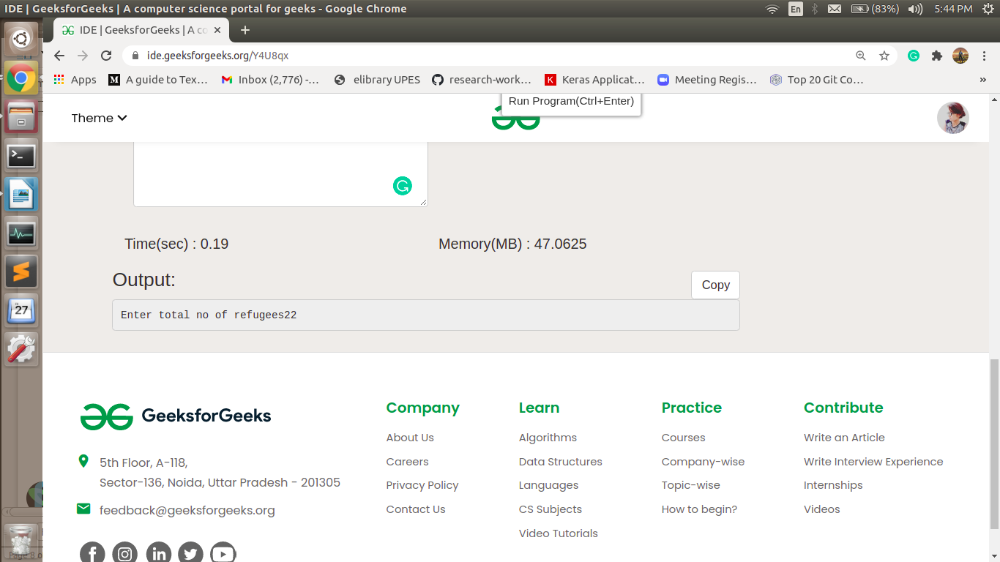 IDE | GeeksforGeeks | A computer science portal for geeks - Google Chrome
En
(83%)
5:44 PM
IDE | GeeksforGeeks | A co
ide.geeksforgeeks.org/Y4U8qx
Apps
M
A guide to Tex...
Inbox (2,776) -...
elibrary UPES
research-work...
K
Keras Applicat...
Meeting Regis...
Top 20 Git Co...
»
Run Program(Ctrl+Enter)
Theme
Time(sec) : 0.19
Memory(MB) : 47.0625
Output:
Copy
Enter total no of refugees22
27
GeeksforGeeks
5th Floor, A-118,
Sector-136, Noida, Uttar Pradesh - 201305
feedback@geeksforgeeks.org
Company
About Us
Careers
Privacy Policy
Contact Us
Learn
Algorithms
Data Structures
Languages
CS Subjects
Video Tutorials
Practice
Courses
Company-wise
Topic-wise
How to begin?
Contribute
Write an Article
Write Interview Experience
Internships
Videos
Page 8 o